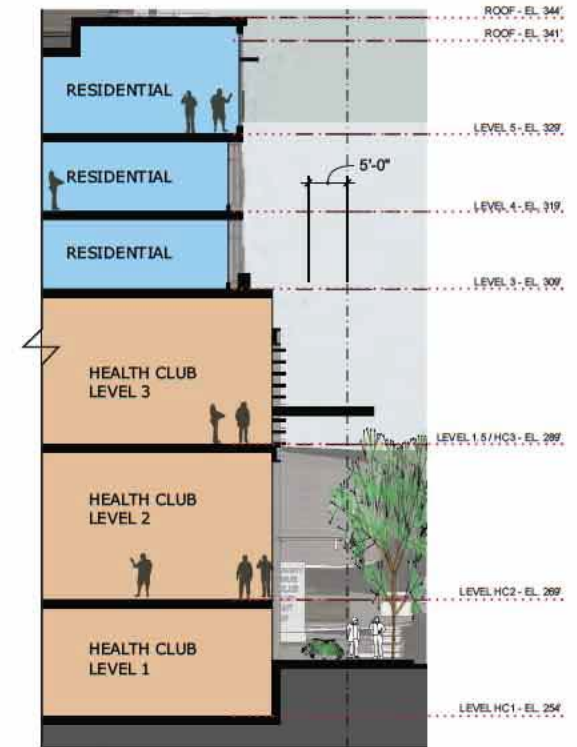 ROOF - EL. 344'
ROOF - EL. 341'
RESIDENTIAL
LEVEL 5 - EL. 329'
5'-0"
RESIDENTIAL
LEVEL 4 - EL. 319'
RESIDENTIAL
LEVEL 3 - EL. 309'
HEALTH CLUB
LEVEL 3
LEVEL 1.5 / HC3 - EL. 289'
HEALTH CLUB
LEVEL 2
LEVEL HC2 - EL. 269'
HEALTH CLUB
LEVEL 1
LEVEL HC1 - EL. 254'